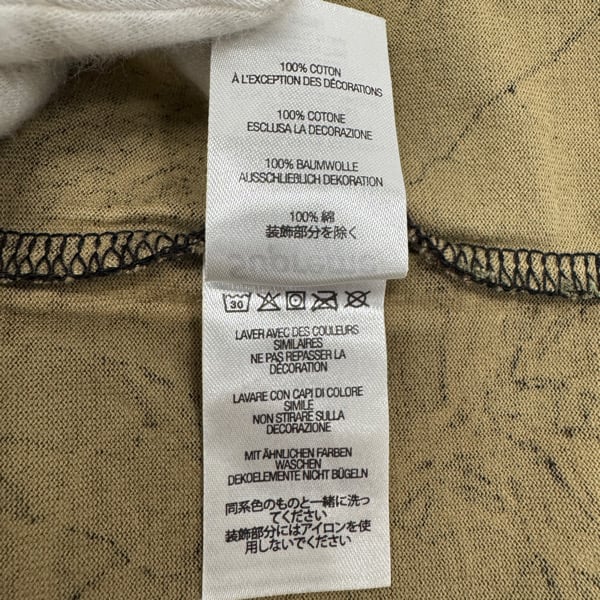 100% COTON
À L'EXCEPTION DES DÉCORATIONS
100% COTONE
ESCLUSA LA DECORAZIONE
100% BAUMWOLLE
AUSSCHLIEBLICH DEKORATION
100% 綿
装飾部分を除く
30
LAVER AVEC DES COULEURS
SIMILAIRES
NE PAS REPASSER LA
DÉCORATION
LAVARE CON CAPI DI COLORE
SIMILE
NON STIRARE SULLA
DECORAZIONE
MIT ÄHNLICHEN FARBEN
WASCHEN
DEKOELEMENTE NICHT BÜGELN
同系色のものと一緒に洗っ
てください
装飾部分にはアイロンを使
用しないでください